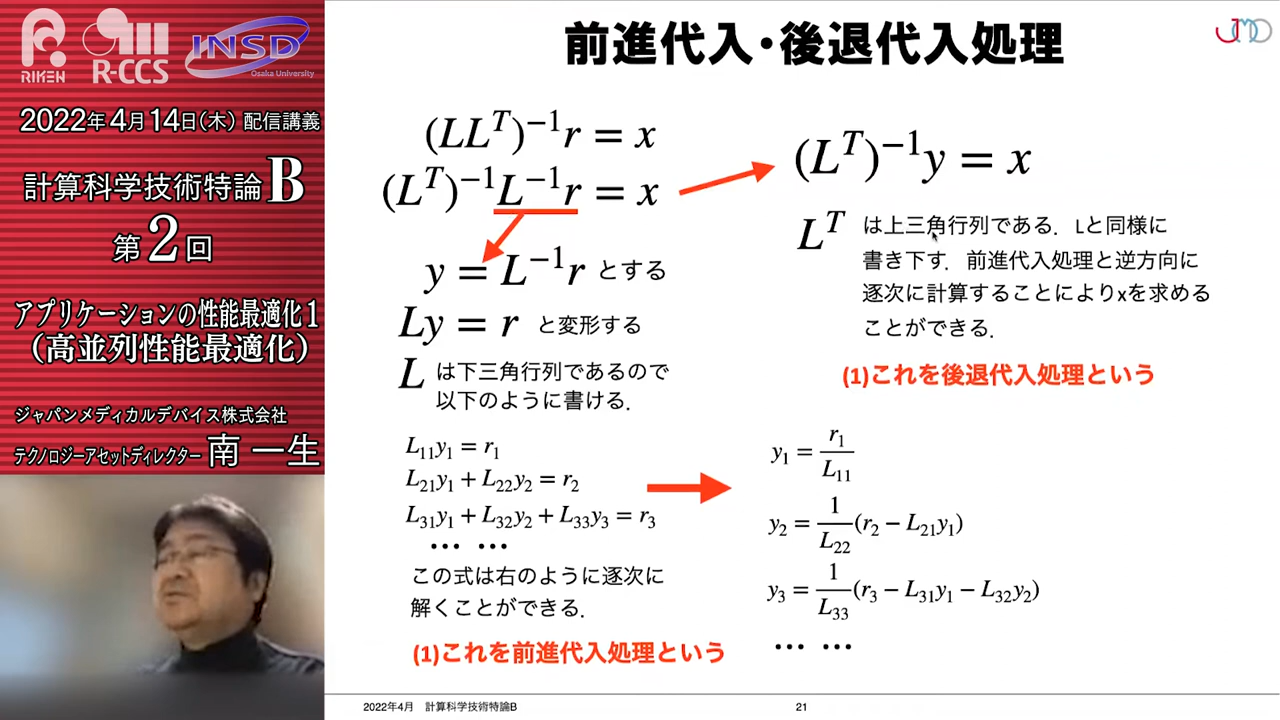 RIKEN
R-CCS
INSD
Osaka University
2022年4月14日(木) 配信講義
計算科学技術特論B
第2回
アプリケーションの性能最適化1
(高並列性能最適化)
ジャパンメディカルデバイス株式会社
テクノロジーアセットディレクター 南 一生
前進代入・後退代入処理
JMD
(LL^T)^{-1}r = x
(L^T)^{-1}L^{-1}r = x
y = L^{-1}r とする
Ly = r と変形する
L は下三角行列であるので
以下のように書ける.
L_{11}y_1 = r_1
L_{21}y_1 + L_{22}y_2 = r_2
L_{31}y_1 + L_{32}y_2 + L_{33}y_3 = r_3
… …
この式は右のように逐次に
解くことができる.
(1)これを前進代入処理という
(L^T)^{-1}y = x
L^T は上三角行列である. Lと同様に
書き下す. 前進代入処理と逆方向に
逐次に計算することによりxを求める
ことができる.
(1)これを後退代入処理という
y_1 = \frac{r_1}{L_{11}}
y_2 = \frac{1}{L_{22}}(r_2 − L_{21}y_1)
y_3 = \frac{1}{L_{33}}(r_3 − L_{31}y_1 − L_{32}y_2)
… …
2022年4月 計算科学技術特論B
21